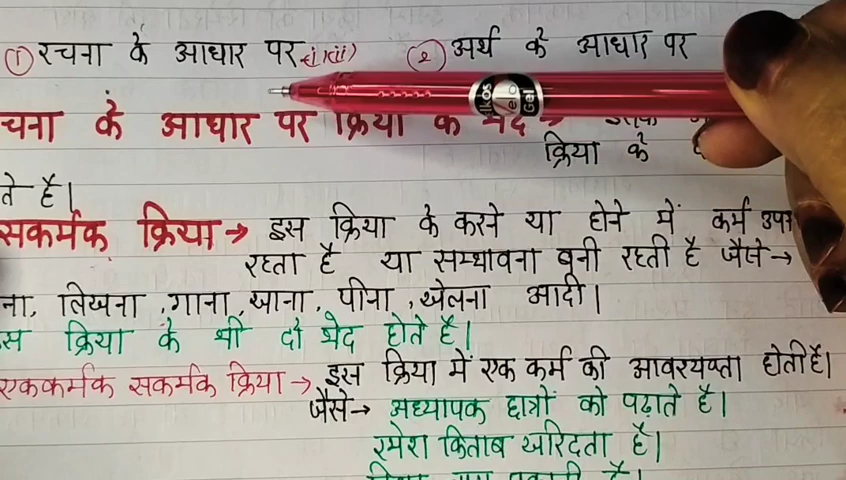 ① रचना के आधार पर (i)(ii) ② अर्थ के आधार पर
चना के आधार पर क्रिया के भेद →
क्रिया के
ते है।
सकर्मक क्रिया → इस क्रिया के करने या होने में कर्म
रहता है या सम्भावना बनी रहती है जैसे →
ना, लिखना, गाना, खाना, पीना, खेलना आदी।
स क्रिया के भी दो भेद होते है।
एककर्मक सकर्मक क्रिया → इस क्रिया में एक कर्म की आवश्यक्ता होती है।
जैसे → अध्यापक छात्रों को पढ़ाते है।
रमेश किताब खरिदता है।